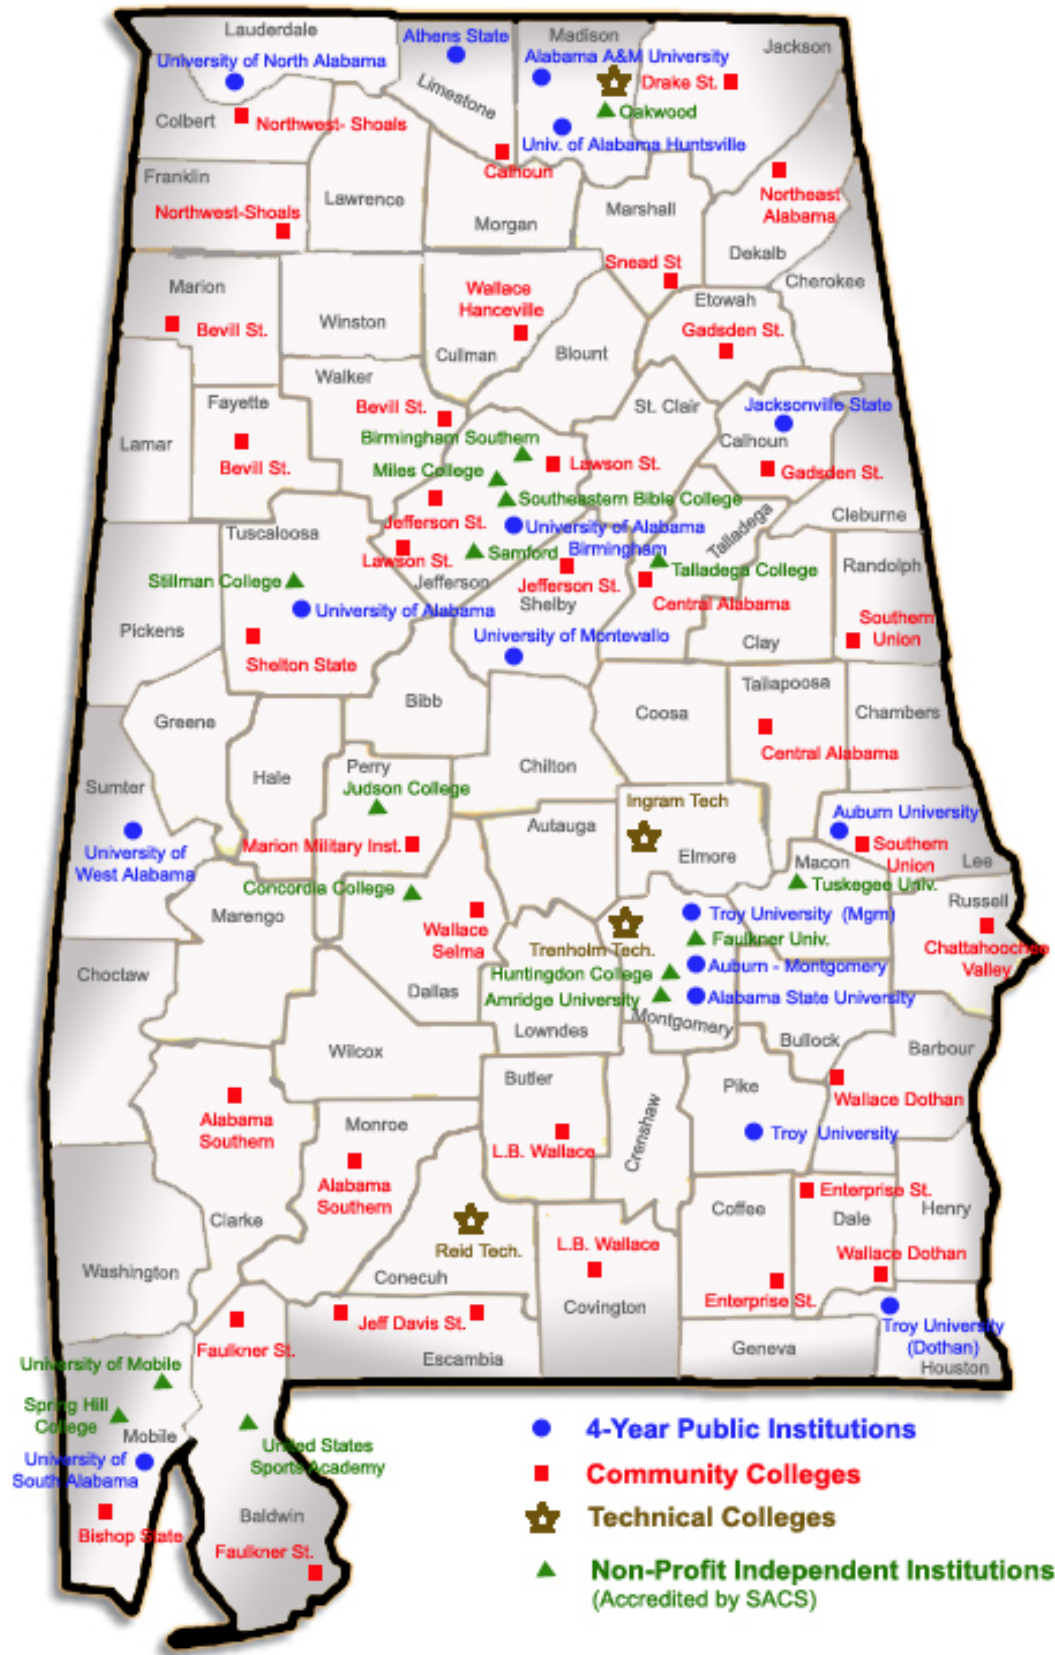 Lauderdale
Athens State
Madison
Jackson
University of North Alabama
Alabama A&M University
Drake St.
Limestone
Oakwood
Colbert
Northwest- Shoals
Univ. of Alabama Huntsville
Calhoun
Franklin
Lawrence
Northeast
Alabama
Northwest-Shoals
Morgan
Marshall
Dekalb
Snead St
Cherokee
Marion
Wallace
Hanceville
Etowah
Bevill St.
Winston
Gadsden St.
Cullman
Blount
Walker
Fayette
Bevill St.
St. Clair
Jacksonville State
Lamar
Birmingham Southern
Calhoun
Bevill St.
Miles College
Lawson St.
Gadsden St.
Southeastern Bible College
Jefferson St.
Cleburne
Tuscaloosa
University of Alabama
Birmingham
Talladega
Lawson St.
Samford
Talladega College
Randolph
Stillman College
Jefferson
Jefferson St.
Shelby
Central Alabama
University of Alabama
Pickens
University of Montevallo
Clay
Southern
Union
Shelton State
Bibb
Tallapoosa
Greene
Coosa
Chambers
Central Alabama
Hale
Perry
Chilton
Sumter
Judson College
Ingram Tech
Auburn University
Autauga
University of
West Alabama
Marion Military Inst.
Elmore
Southern
Union
Macon
Lee
Concordia College
Tuskegee Univ.
Marengo
Wallace
Selma
Troy University (Mgm)
Russell
Trenholm Tech.
Faulkner Univ.
Chattahoochee
Valley
Choctaw
Huntingdon College
Auburn - Montgomery
Dallas
Amridge University
Alabama State University
Lowndes
Montgomery
Bullock
Barbour
Wilcox
Butler
Pike
Wallace Dothan
Alabama
Southern
Monroe
Crenshaw
Troy University
L.B. Wallace
Alabama
Southern
Enterprise St.
Clarke
Coffee
Dale
Henry
Reid Tech.
L.B. Wallace
Wallace Dothan
Washington
Conecuh
Covington
Enterprise St.
Jeff Davis St.
Troy University
(Dothan)
Faulkner St.
Escambia
Geneva
Houston
University of Mobile
Spring Hill
College
Mobile
United States
Sports Academy
University of
South Alabama
Bishop State
Baldwin
Faulkner St.
4-Year Public Institutions
Community Colleges
Technical Colleges
Non-Profit Independent Institutions
(Accredited by SACS)